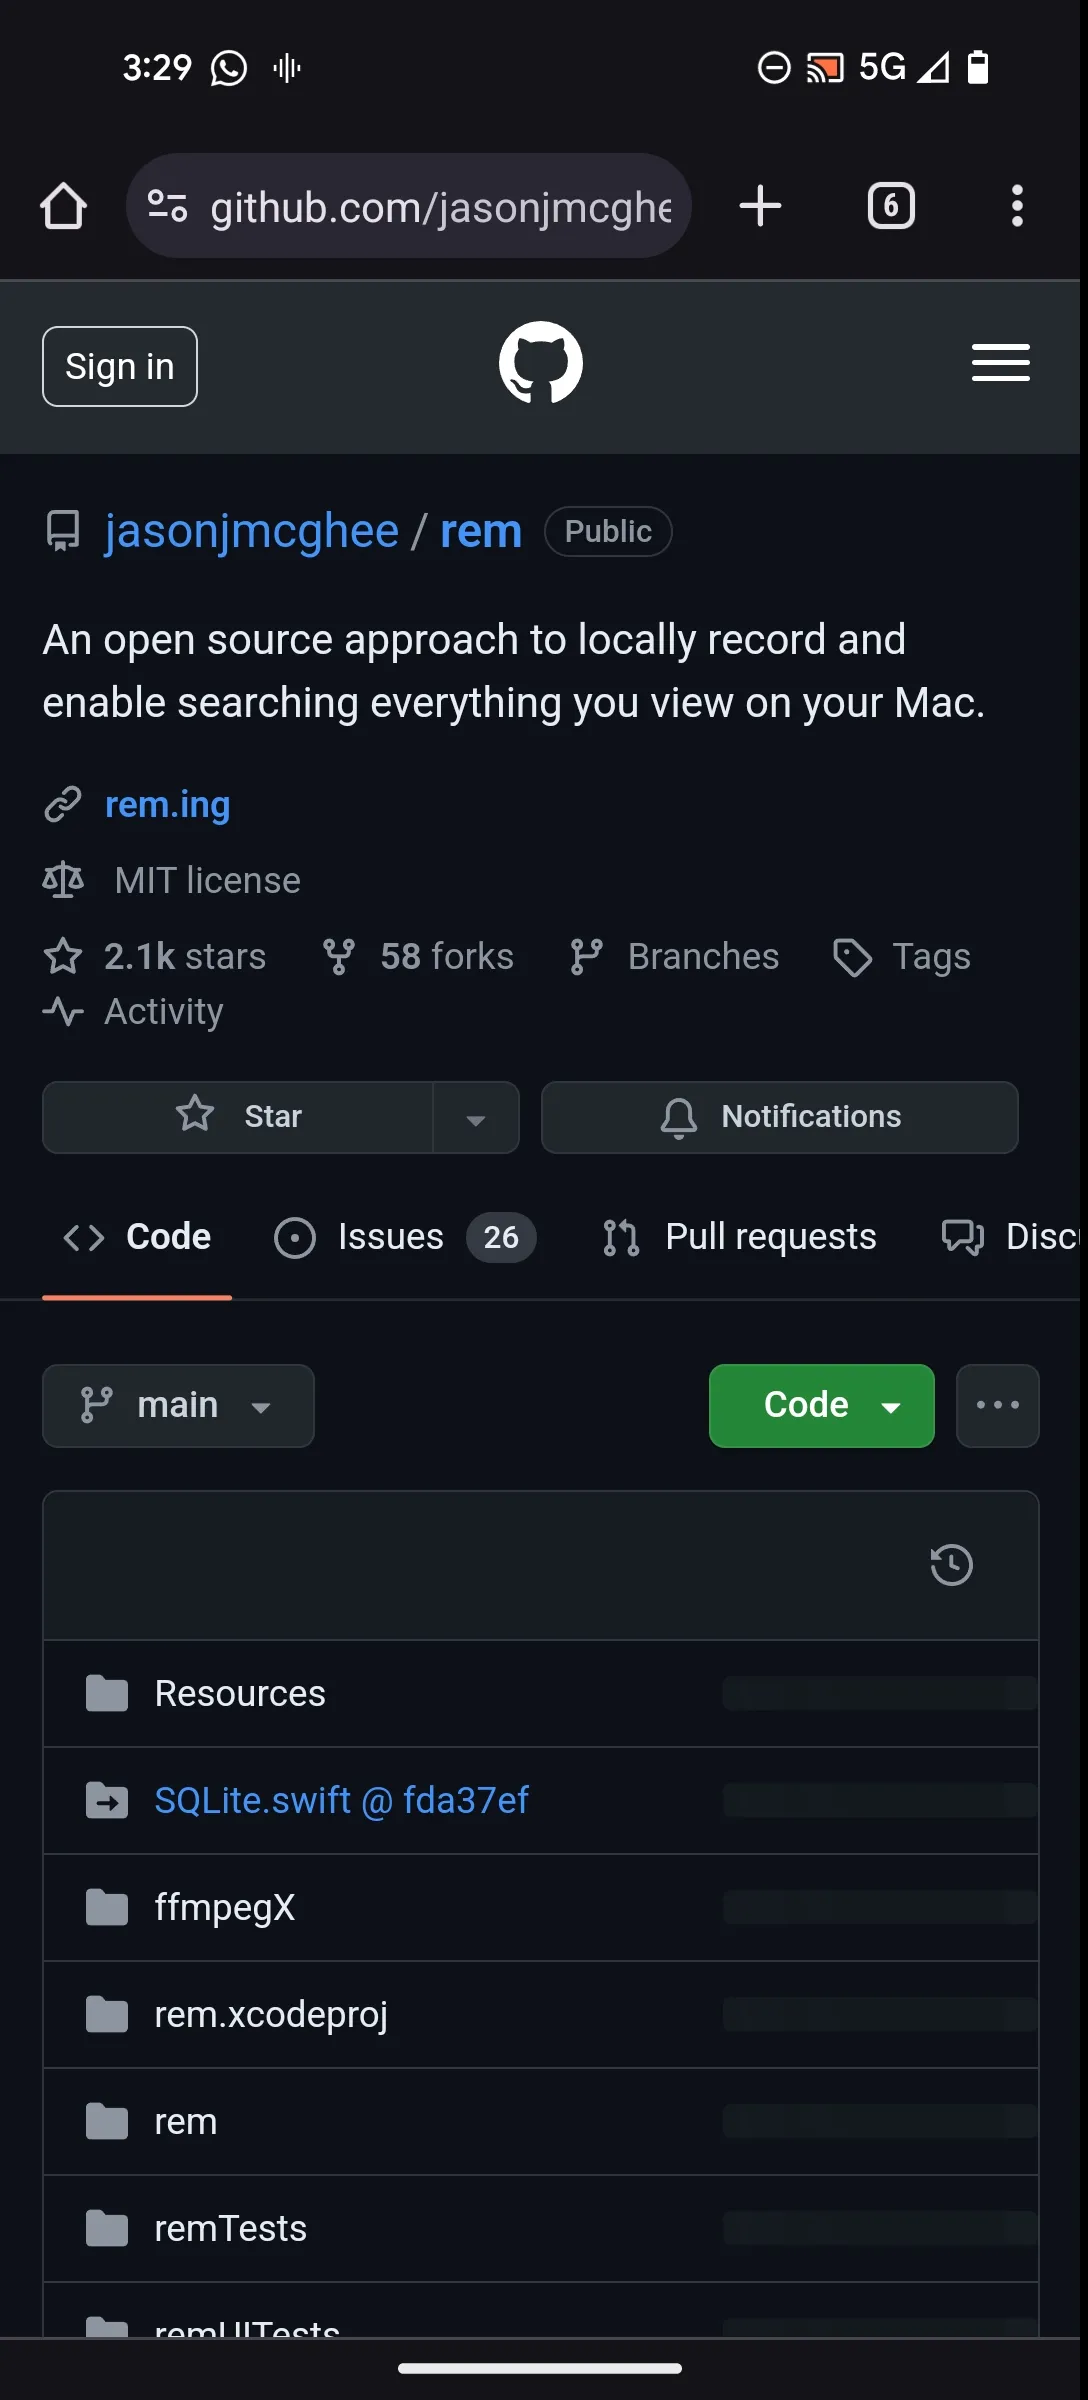 3:29 5G
github.com/jasonjmcghe 6
Sign in
jasonjmcghee / rem Public
An open source approach to locally record and
enable searching everything you view on your Mac.
rem.ing
MIT license
2.1k stars 58 forks Branches Tags
Activity
Star Notifications
Code Issues 26 Pull requests Disc
main Code
Resources
SQLite.swift @ fda37ef
ffmpegX
rem.xcodeproj
rem
remTests
remUITests